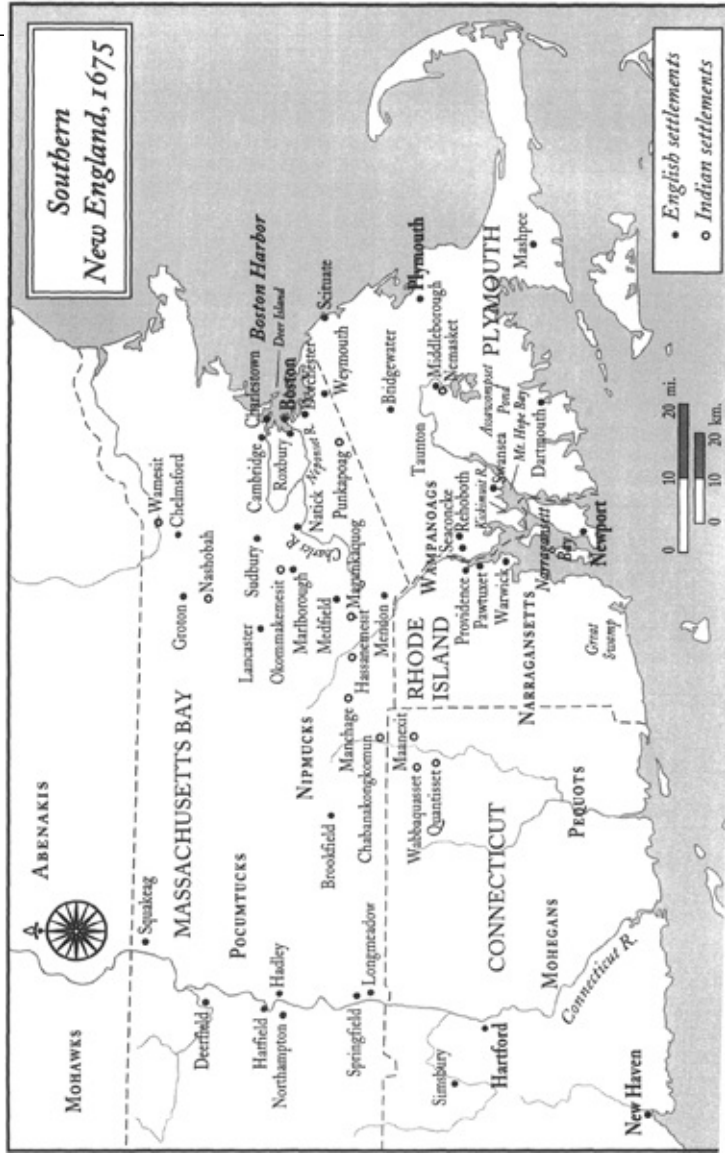 Southern
New England, 1675
ABENAKIS
MOHAWKS
Squakeag
MASSACHUSETTS BAY
POCUMTUCKS
Deerfield
Hatfield
Hadley
Northampton
Springfield
Longmeadow
NIPMUCKS
Brookfield
Wamesit
Chelmsford
Groton
Nashobah
Lancaster
Sudbury
Okommakemesit
Marlborough
Cambridge
Charlestown
Boston Harbor
Deer Island
Boston
Roxbury
Dorchester
Neponset R.
Natick
Charles R.
Medfield
Punkapoag
Weymouth
Scituate
Magunkaquog
Hassanemesit
Manchage
Chabanakongkomun
Mendon
Maanexit
Wabbaquasset
Quantisset
Bridgewater
Plymouth
Middleborough
Nemasket
Taunton
Assawompset
Pond
PLYMOUTH
Mashpee
RHODE
ISLAND
WAMPANOAGS
Seaconcke
Rehoboth
Kickimuit R.
Swansea
Mt. Hope Bay
Dartmouth
Providence
Pawtuxet
Warwick
Narragansett
Bay
Newport
NARRAGANSETTS
Great
Swamp
CONNECTICUT
PEQUOTS
MOHEGANS
Connecticut R.
Simsbury
Hartford
New Haven
0 10 20 mi.
0 10 20 km.
English settlements
Indian settlements